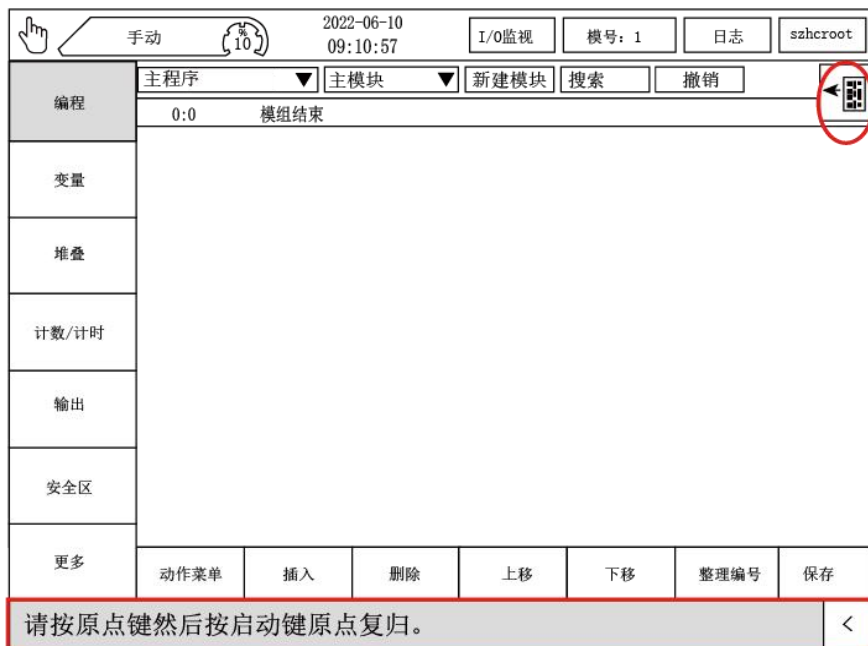 手动
%
10
2022-06-10
09:10:57
I/O监视
模号：1
日志
szhcroot
编程
主程序
主模块
新建模块
搜索
撤销
0:0 模组结束
变量
堆叠
计数/计时
输出
安全区
更多
动作菜单
插入
删除
上移
下移
整理编号
保存
请按原点键然后按启动键原点复归。
<